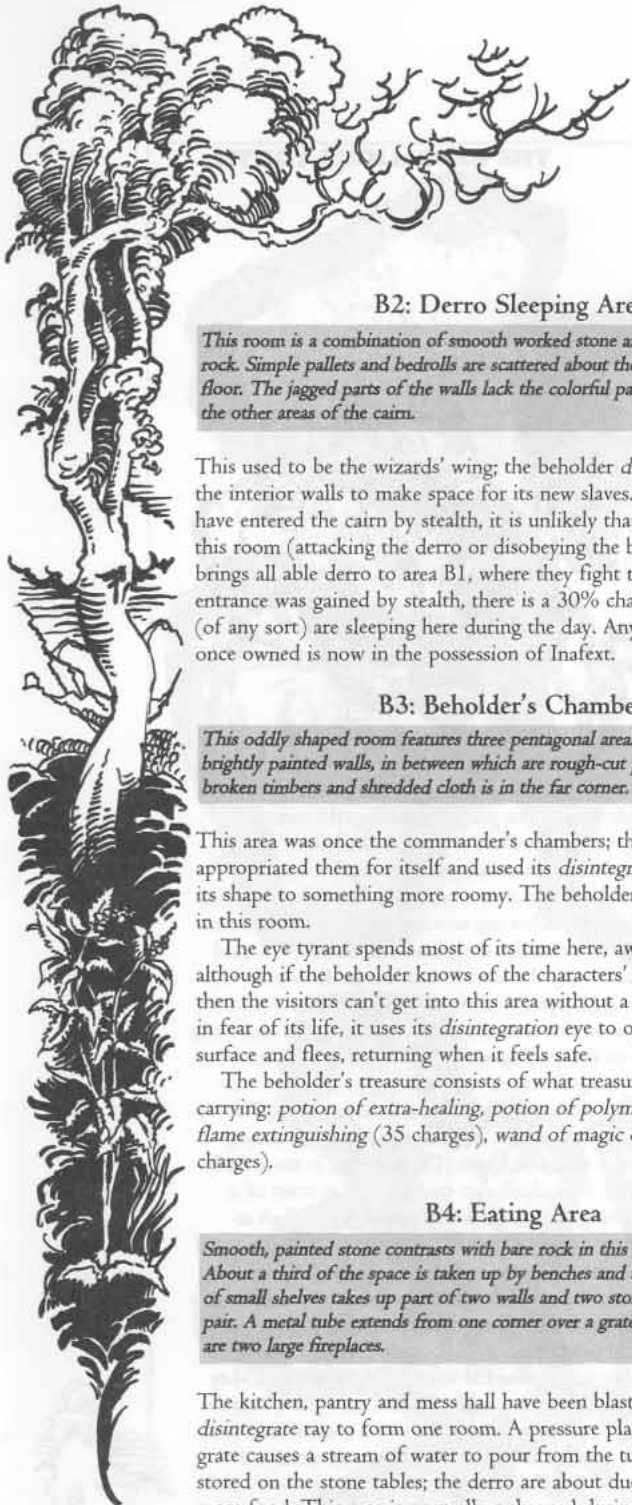 B2: Derro Sleeping Are
This room is a combination of smooth worked stone a
rock. Simple pallets and bedrolls are scattered about the
floor. The jagged parts of the walls lack the colorful pa
the other areas of the cairn.
This used to be the wizards' wing; the beholder d
the interior walls to make space for its new slaves.
have entered the cairn by stealth, it is unlikely tha
this room (attacking the derro or disobeying the b
brings all able derro to area B1, where they fight t
entrance was gained by stealth, there is a 30% cha
(of any sort) are sleeping here during the day. Any
once owned is now in the possession of Inafext.
B3: Beholder's Chambe
This oddly shaped room features three pentagonal area
brightly painted walls, in between which are rough-cut
broken timbers and shredded cloth is in the far corner.
This area was once the commander's chambers; th
appropriated them for itself and used its disintegr
its shape to something more roomy. The beholder
in this room.
The eye tyrant spends most of its time here, aw
although if the beholder knows of the characters'
then the visitors can't get into this area without a
in fear of its life, it uses its disintegration eye to o
surface and flees, returning when it feels safe.
The beholder's treasure consists of what treasur
carrying: potion of extra-healing, potion of polym
flame extinguishing (35 charges), wand of magic
charges).
B4: Eating Area
Smooth, painted stone contrasts with bare rock in this
About a third of the space is taken up by benches and
of small shelves takes up part of two walls and two sto
pair. A metal tube extends from one corner over a grate
are two large fireplaces.
The kitchen, pantry and mess hall have been blast
disintegrate ray to form one room. A pressure pla
grate causes a stream of water to pour from the tu
stored on the stone tables; the derro are about du